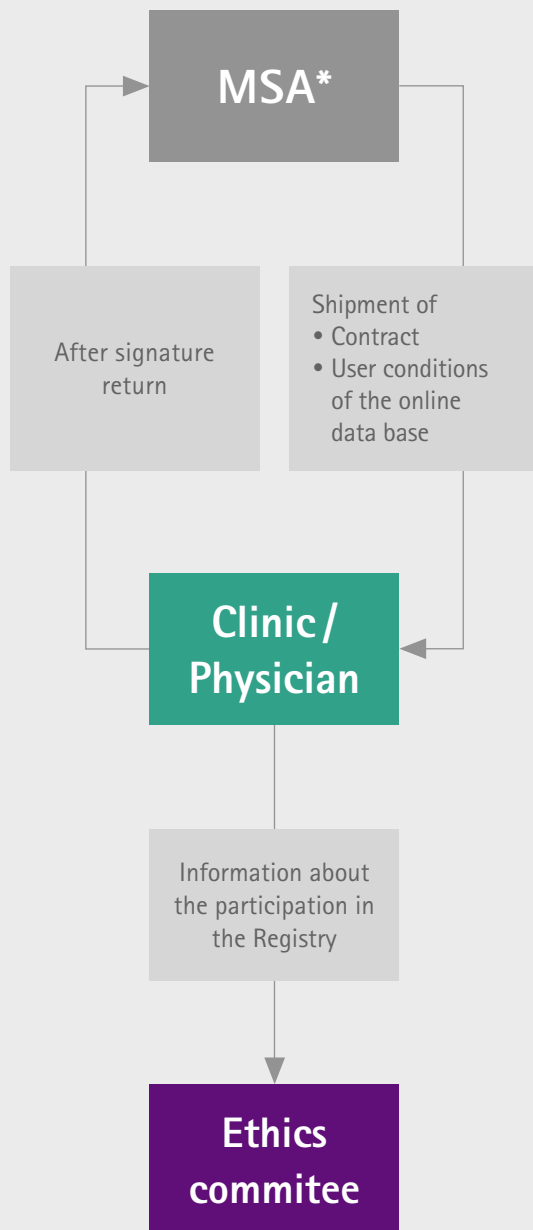 MSA*
After signature
return
Shipment of
• Contract
• User conditions
of the online
data base
Clinic /
Physician
Information about
the participation in
the Registry
Ethics
commitee